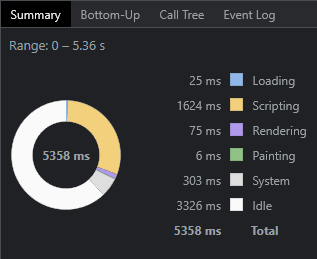 Summary Bottom-Up Call Tree Event Log
Range: 0 – 5.36 s
25 ms Loading
1624 ms Scripting
75 ms Rendering
5358 ms
6 ms Painting
303 ms System
3326 ms Idle
5358 ms Total